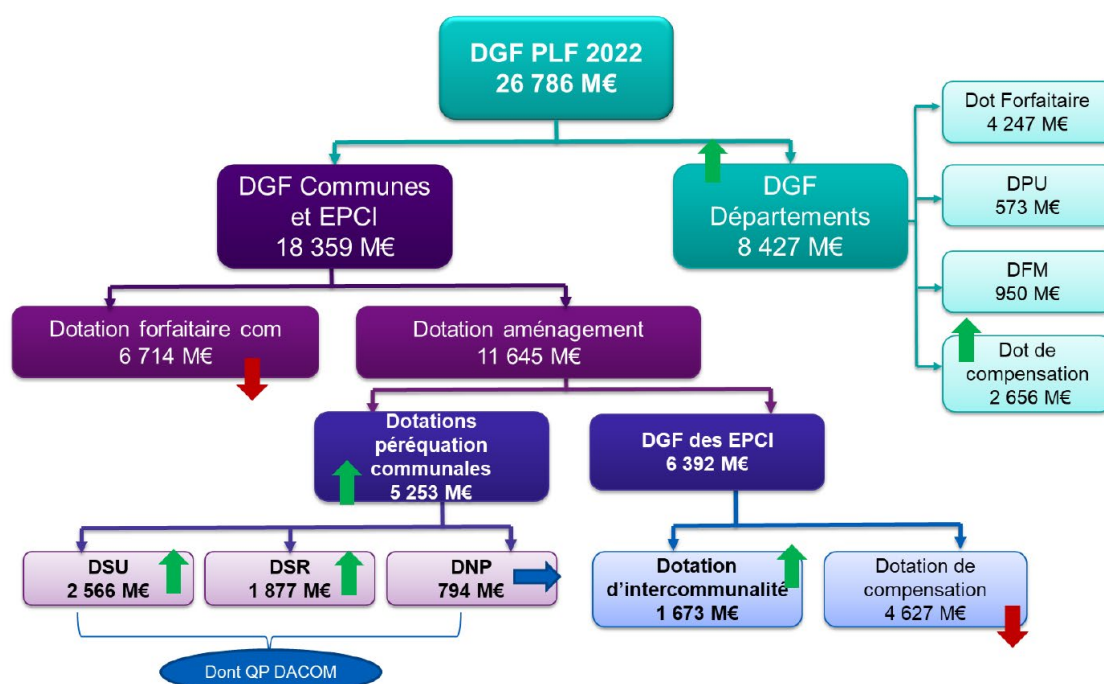 DGF PLF 2022
26 786 M€
DGF Communes
et EPCI
18 359 M€
DGF
Départements
8 427 M€
Dot Forfaitaire
4 247 M€
DPU
573 M€
DFM
950 M€
Dot de
compensation
2 656 M€
Dotation forfaitaire com
6 714 M€
Dotation aménagement
11 645 M€
Dotations
péréquation
communales
5 253 M€
DGF des EPCI
6 392 M€
DSU
2 566 M€
DSR
1 877 M€
DNP
794 M€
Dotation
d'intercommunalité
1 673 M€
Dotation de
compensation
4 627 M€
Dont QP DACOM